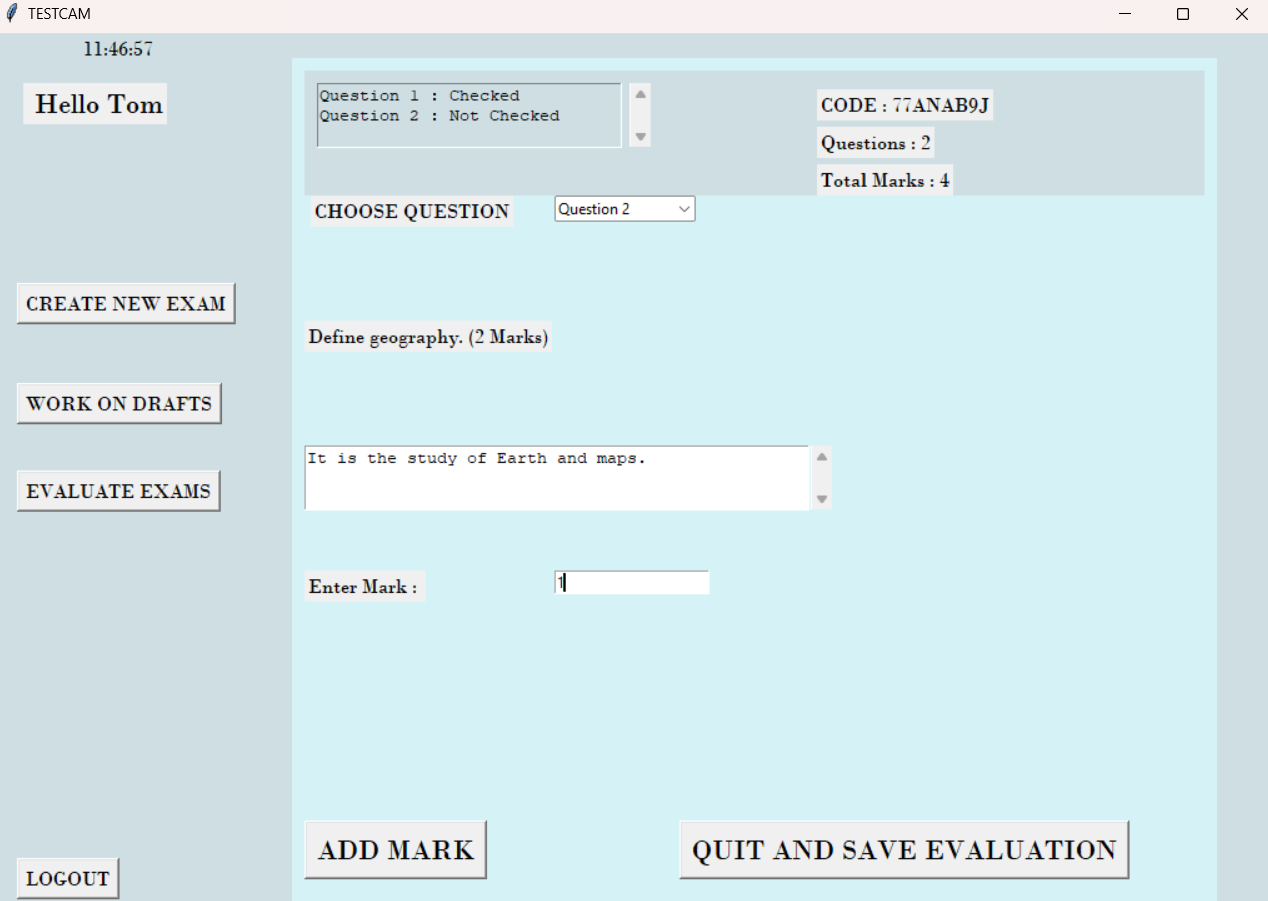 TESTCAM
11:46:57
Hello Tom
Question 1 : Checked
Question 2 : Not Checked
CODE : 77ANAB9J
Questions : 2
Total Marks : 4
CHOOSE QUESTION
Question 2
CREATE NEW EXAM
Define geography. (2 Marks)
WORK ON DRAFTS
It is the study of Earth and maps.
EVALUATE EXAMS
Enter Mark :
1
ADD MARK
QUIT AND SAVE EVALUATION
LOGOUT